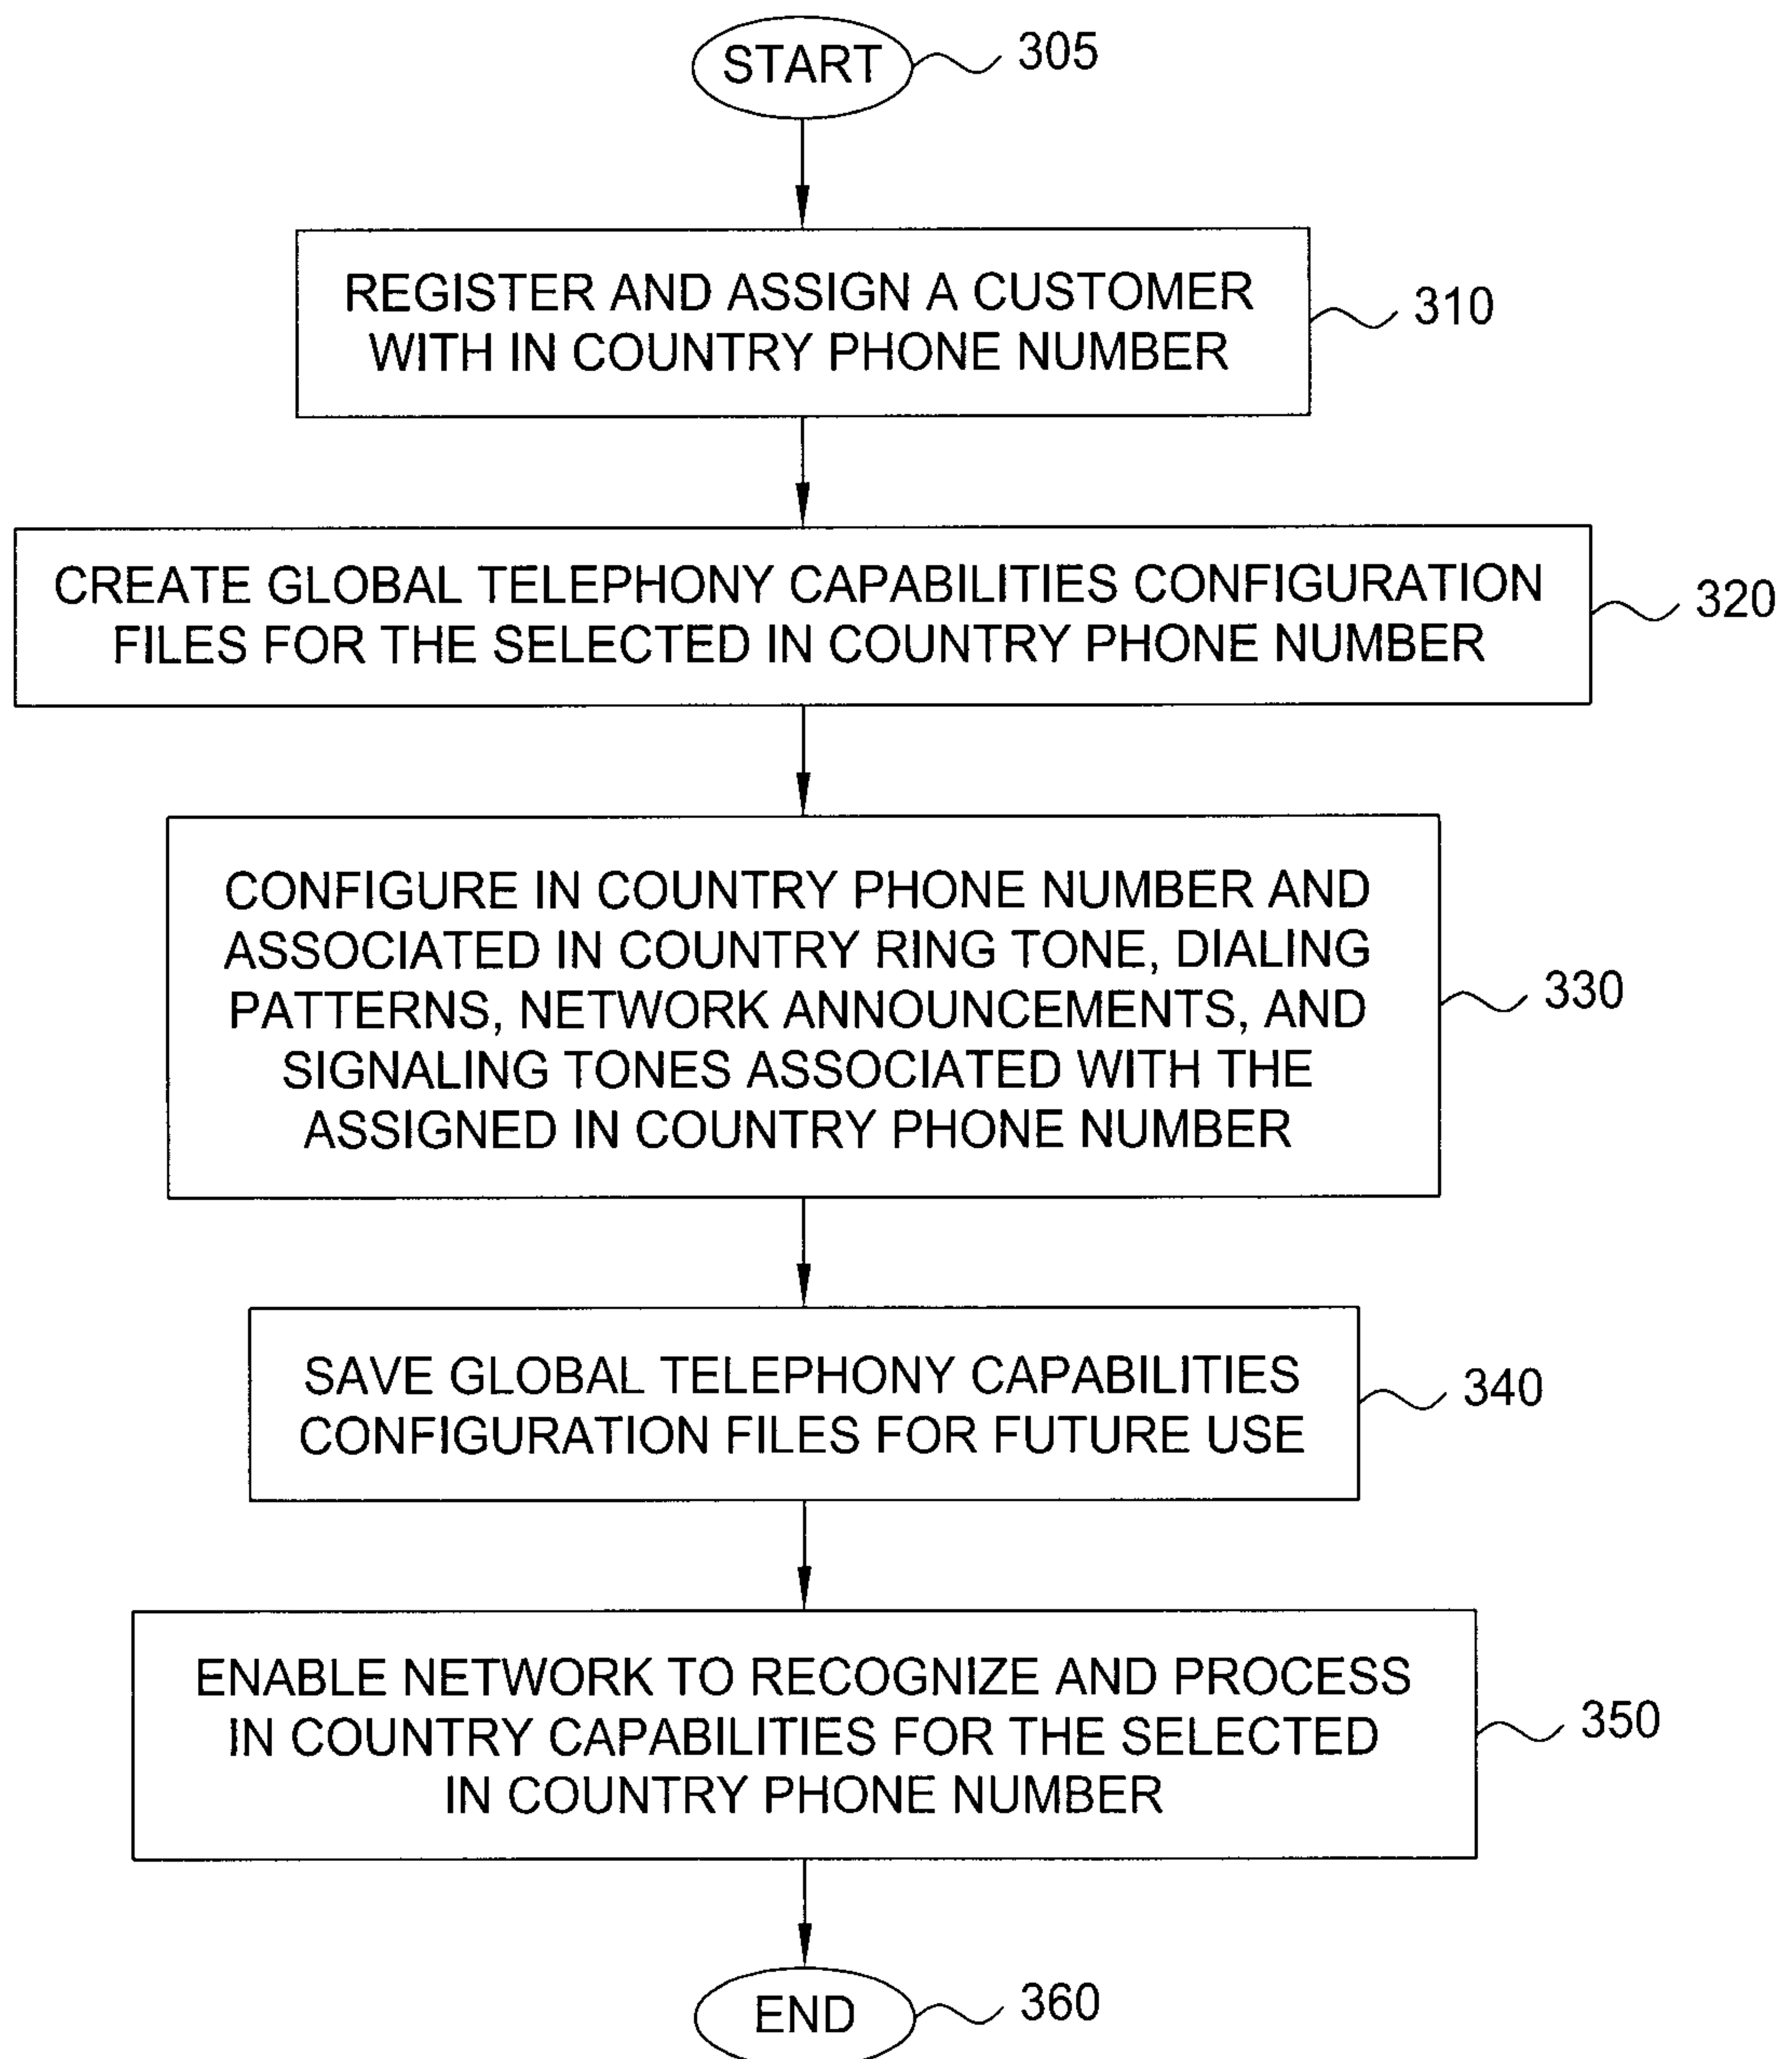 START
305
REGISTER AND ASSIGN A CUSTOMER
WITH IN COUNTRY PHONE NUMBER
310
CREATE GLOBAL TELEPHONY CAPABILITIES CONFIGURATION
FILES FOR THE SELECTED IN COUNTRY PHONE NUMBER
320
CONFIGURE IN COUNTRY PHONE NUMBER AND
ASSOCIATED IN COUNTRY RING TONE, DIALING
PATTERNS, NETWORK ANNOUNCEMENTS, AND
SIGNALING TONES ASSOCIATED WITH THE
ASSIGNED IN COUNTRY PHONE NUMBER
330
SAVE GLOBAL TELEPHONY CAPABILITIES
CONFIGURATION FILES FOR FUTURE USE
340
ENABLE NETWORK TO RECOGNIZE AND PROCESS
IN COUNTRY CAPABILITIES FOR THE SELECTED
IN COUNTRY PHONE NUMBER
350
END
360